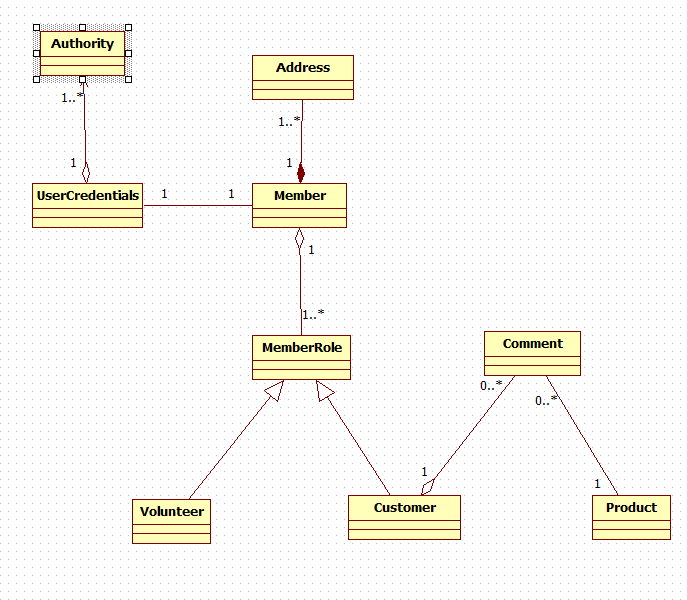 Authority
Address
1..*
1..*
1
1
UserCredentials
1
1
Member
1
1..*
MemberRole
Comment
0..*
0..*
1
1
Volunteer
Customer
Product